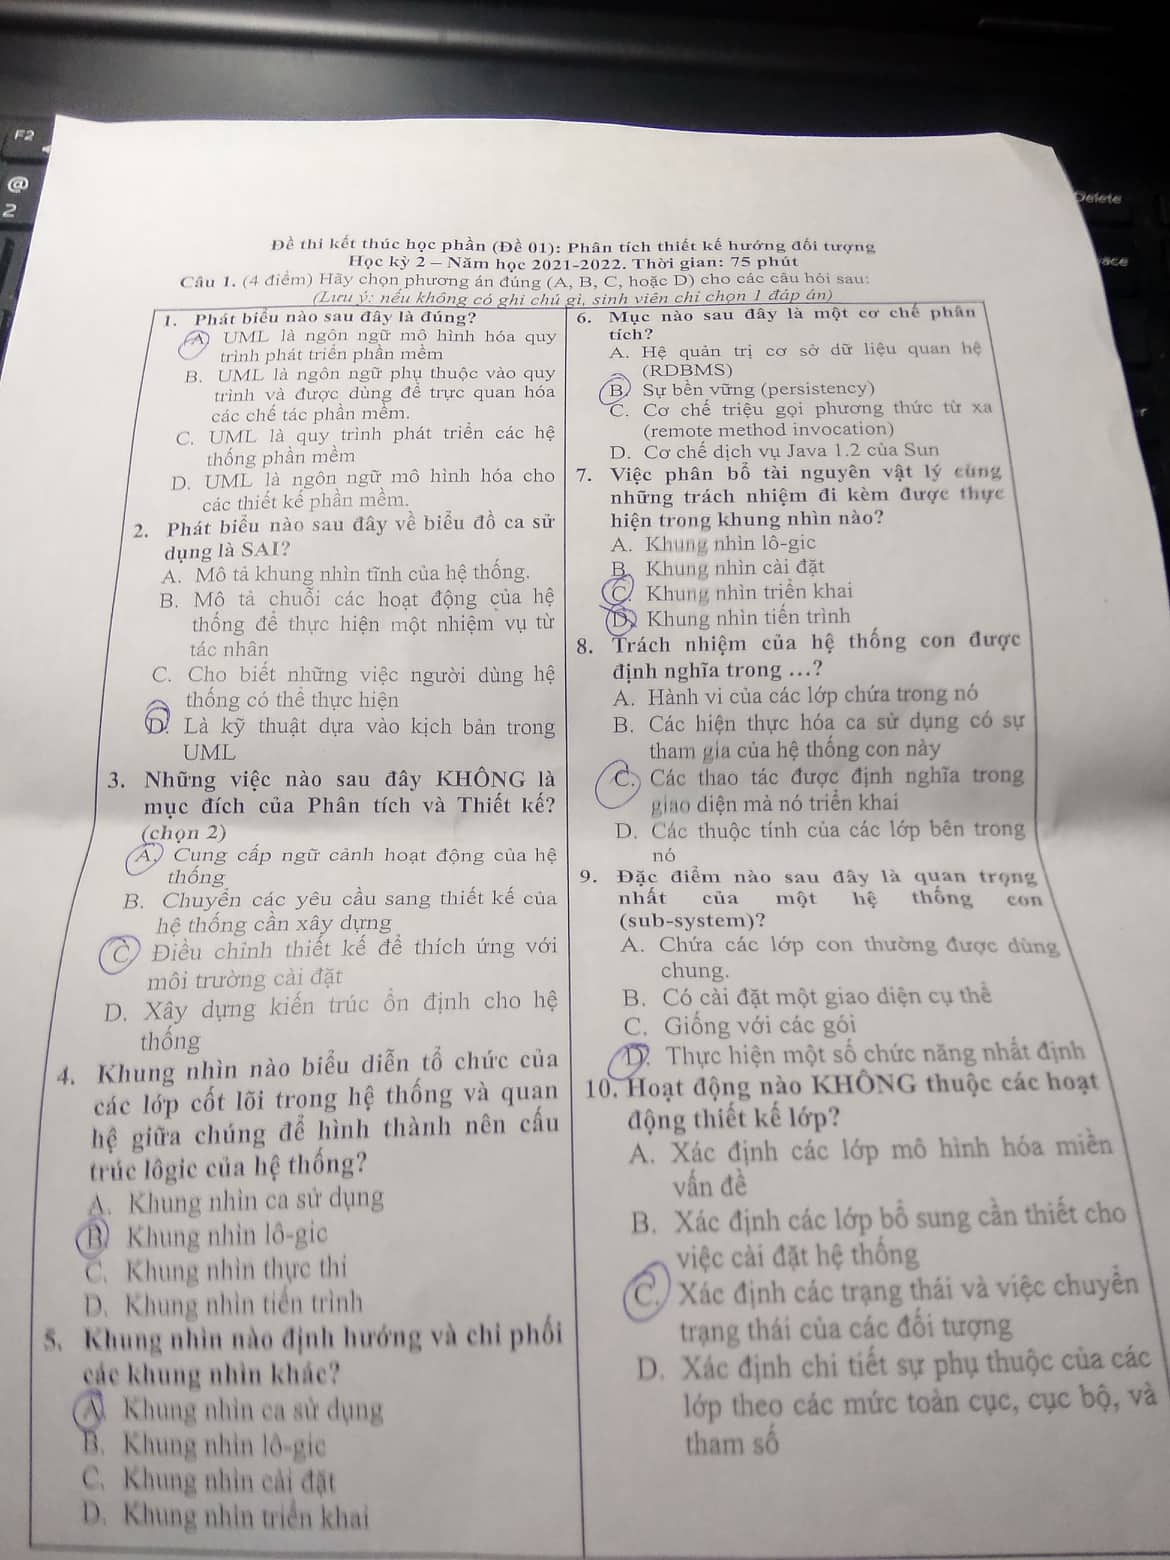 Đề thi kết thúc học phần (Đề 01): Phân tích thiết kế hướng đối tượng
Học kỳ 2 – Năm học 2021-2022. Thời gian: 75 phút
Câu 1. (4 điểm) Hãy chọn phương án đúng (A, B, C, hoặc D) cho các câu hỏi sau:
(Lưu ý: nếu không có ghi chú gì, sinh viên chỉ chọn 1 đáp án)
1. Phát biểu nào sau đây là đúng?
A. UML là ngôn ngữ mô hình hóa quy
trình phát triển phần mềm
B. UML là ngôn ngữ phụ thuộc vào quy
trình và được dùng để trực quan hóa
các chế tác phần mềm.
C. UML là quy trình phát triển các hệ
thống phần mềm
D. UML là ngôn ngữ mô hình hóa cho
các thiết kế phần mềm.
2. Phát biểu nào sau đây về biểu đồ ca sử
dụng là SAI?
A. Mô tả khung nhìn tĩnh của hệ thống.
B. Mô tả chuỗi các hoạt động của hệ
thống để thực hiện một nhiệm vụ từ
tác nhân
C. Cho biết những việc người dùng hệ
thống có thể thực hiện
D. Là kỹ thuật dựa vào kịch bản trong
UML
3. Những việc nào sau đây KHÔNG là
mục đích của Phân tích và Thiết kế?
(chọn 2)
A. Cung cấp ngữ cảnh hoạt động của hệ
thống
B. Chuyển các yêu cầu sang thiết kế của
hệ thống cần xây dựng
C. Điều chỉnh thiết kế để thích ứng với
môi trường cài đặt
D. Xây dựng kiến trúc ổn định cho hệ
thống
4. Khung nhìn nào biểu diễn tổ chức của
các lớp cốt lõi trong hệ thống và quan
hệ giữa chúng để hình thành nên cấu
trúc lôgic của hệ thống?
A. Khung nhìn ca sử dụng
B. Khung nhìn lô-gic
C. Khung nhìn thực thi
D. Khung nhìn tiến trình
5. Khung nhìn nào định hướng và chi phối
các khung nhìn khác?
A. Khung nhìn ca sử dụng
B. Khung nhìn lô-gic
C. Khung nhìn cài đặt
D. Khung nhìn triển khai
6. Mục nào sau đây là một cơ chế phân
tích?
A. Hệ quản trị cơ sở dữ liệu quan hệ
(RDBMS)
B. Sự bền vững (persistency)
C. Cơ chế triệu gọi phương thức từ xa
(remote method invocation)
D. Cơ chế dịch vụ Java 1.2 của Sun
7. Việc phân bổ tài nguyên vật lý cùng
những trách nhiệm đi kèm được thực
hiện trong khung nhìn nào?
A. Khung nhìn lô-gic
B. Khung nhìn cài đặt
C. Khung nhìn triển khai
D. Khung nhìn tiến trình
8. Trách nhiệm của hệ thống con được
định nghĩa trong …?
A. Hành vi của các lớp chứa trong nó
B. Các hiện thực hóa ca sử dụng có sự
tham gia của hệ thống con này
C. Các thao tác được định nghĩa trong
giao diện mà nó triển khai
D. Các thuộc tính của các lớp bên trong
nó
9. Đặc điểm nào sau đây là quan trọng
nhất của một hệ thống con
(sub-system)?
A. Chứa các lớp con thường được dùng
chung.
B. Có cài đặt một giao diện cụ thể
C. Giống với các gói
D. Thực hiện một số chức năng nhất định
10. Hoạt động nào KHÔNG thuộc các hoạt
động thiết kế lớp?
A. Xác định các lớp mô hình hóa miền
vấn đề
B. Xác định các lớp bổ sung cần thiết cho
việc cài đặt hệ thống
C. Xác định các trạng thái và việc chuyển
trạng thái của các đối tượng
D. Xác định chi tiết sự phụ thuộc của các
lớp theo các mức toàn cục, cục bộ, và
tham số
F2
@
2
Delete